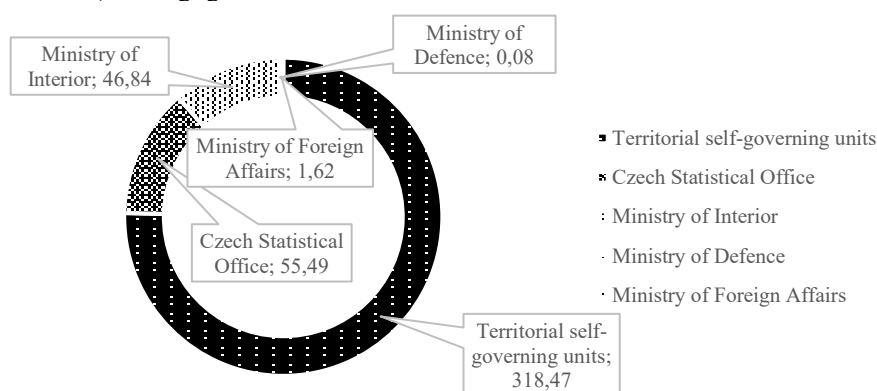 Ministry of
Interior; 46,84
Ministry of
Defence; 0,08
Ministry of Foreign
Affairs; 1,62
Czech Statistical
Office; 55,49
Territorial self-
governing units;
318,47
Territorial self-governing units
Czech Statistical Office
Ministry of Interior
Ministry of Defence
Ministry of Foreign Affairs